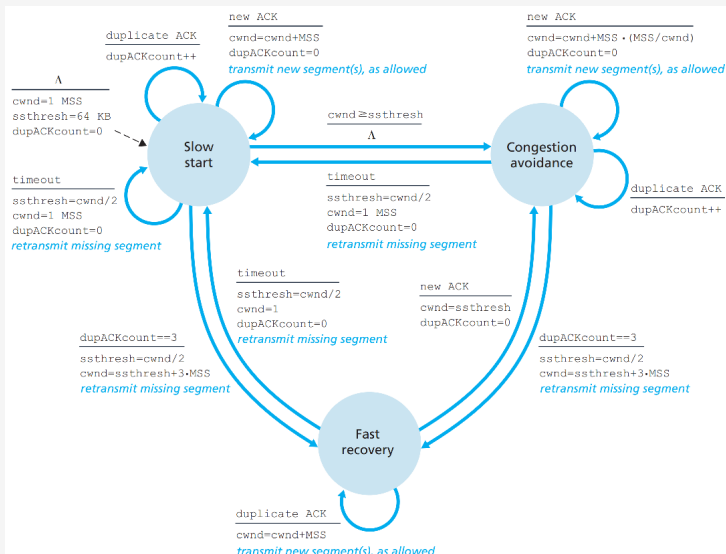 new ACK
cwnd=cwnd+MSS
dupACKcount=0
transmit new segment(s), as allowed
new ACK
cwnd=cwnd+MSS·(MSS/cwnd)
dupACKcount=0
transmit new segment(s), as allowed
duplicate ACK
dupACKcount++
Λ
cwnd=1 MSS
ssthresh=64 KB
dupACKcount=0
Slow
start
cwnd≥ssthresh
Λ
Congestion
avoidance
timeout
ssthresh=cwnd/2
cwnd=1 MSS
dupACKcount=0
retransmit missing segment
timeout
ssthresh=cwnd/2
cwnd=1 MSS
dupACKcount=0
retransmit missing segment
duplicate ACK
dupACKcount++
timeout
ssthresh=cwnd/2
cwnd=1
dupACKcount=0
retransmit missing segment
new ACK
cwnd=ssthresh
dupACKcount=0
dupACKcount==3
ssthresh=cwnd/2
cwnd=ssthresh+3·MSS
retransmit missing segment
dupACKcount==3
ssthresh=cwnd/2
cwnd=ssthresh+3·MSS
retransmit missing segment
Fast
recovery
duplicate ACK
cwnd=cwnd+MSS
transmit new segment(s), as allowed